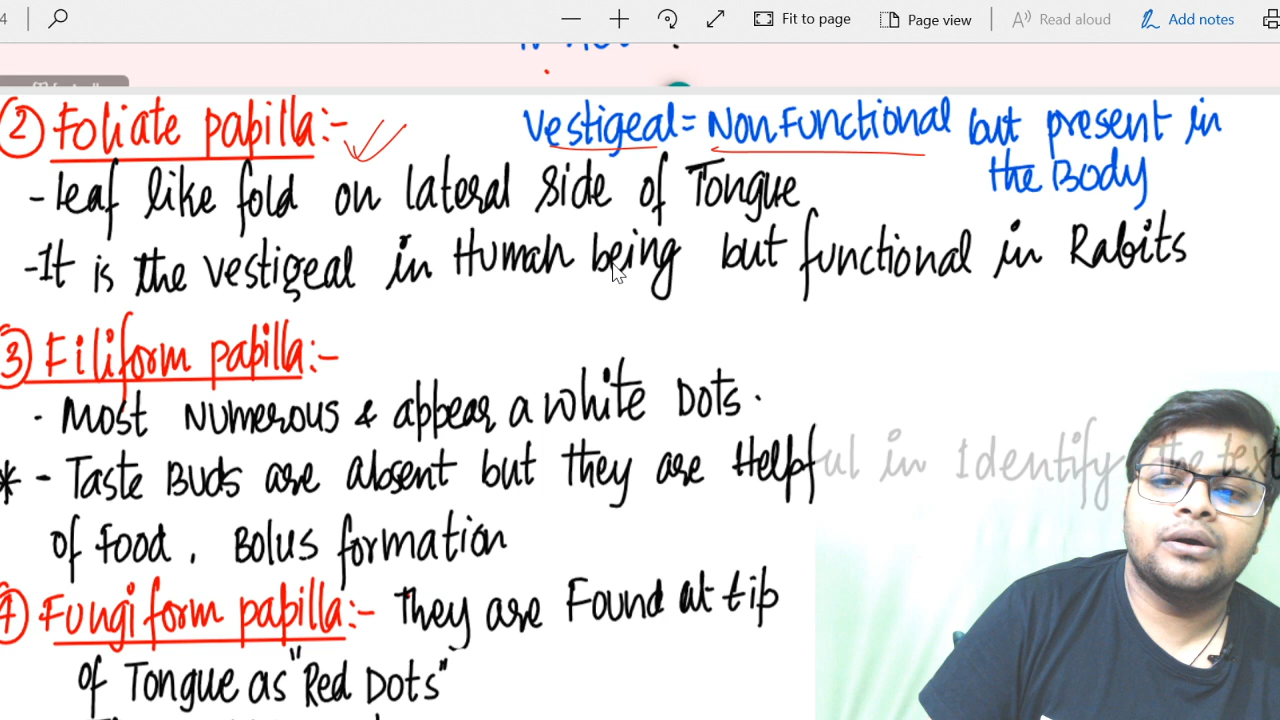 4 Fit to page Page view Read aloud Add notes
② Foliate papilla:- Vestigeal = Non Functional but present in the Body
- leaf like fold on lateral side of Tongue
- It is the vestigeal in Human being but functional in Rabits
③ Filiform papilla:-
- Most Numerous & appear a white Dots.
* - Taste Buds are absent but they are Helpful in Identify the text
of Food, Bolus formation
④ Fungiform papilla:- They are Found at tip
of Tongue as "Red Dots"